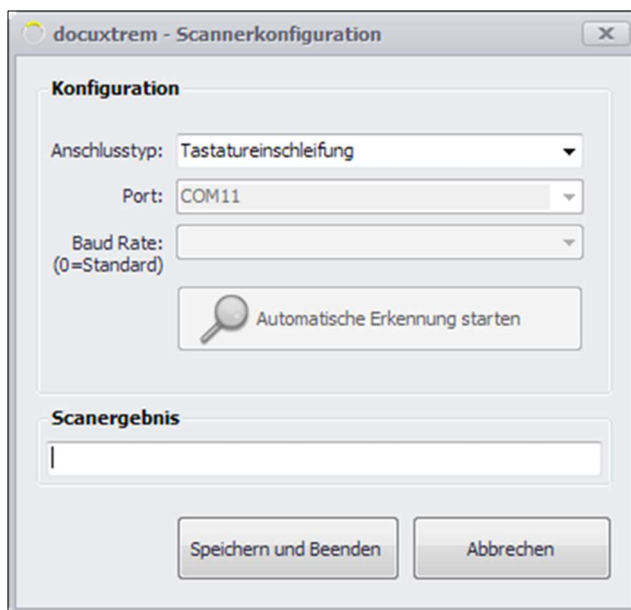 docuxtrem - Scannerkonfiguration
Konfiguration
Anschlusstyp: Tastatureinschleifung
Port: COM11
Baud Rate:
(0=Standard)
Automatische Erkennung starten
Scanergebnis
Speichern und Beenden Abbrechen